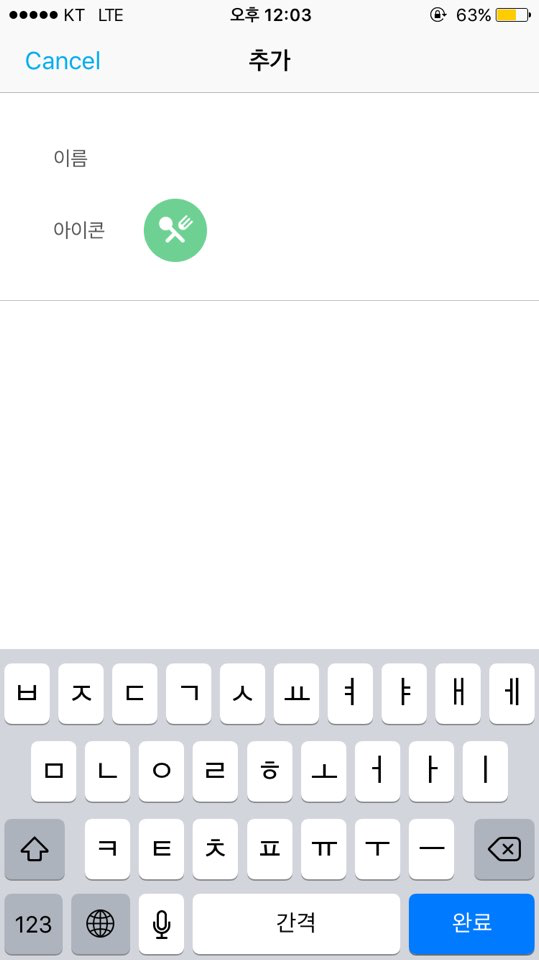 ●●●●● KT LTE 오후 12:03 63%
Cancel 추가
이름
아이콘
ㅂ ㅈ ㄷ ㄱ ㅅ ㅛ ㅕ ㅑ ㅐ ㅔ
ㅁ ㄴ ㅇ ㄹ ㅎ ㅗ ㅓ ㅏ ㅣ
ㅋ ㅌ ㅊ ㅍ ㅠ ㅜ ㅡ
123 간격 완료